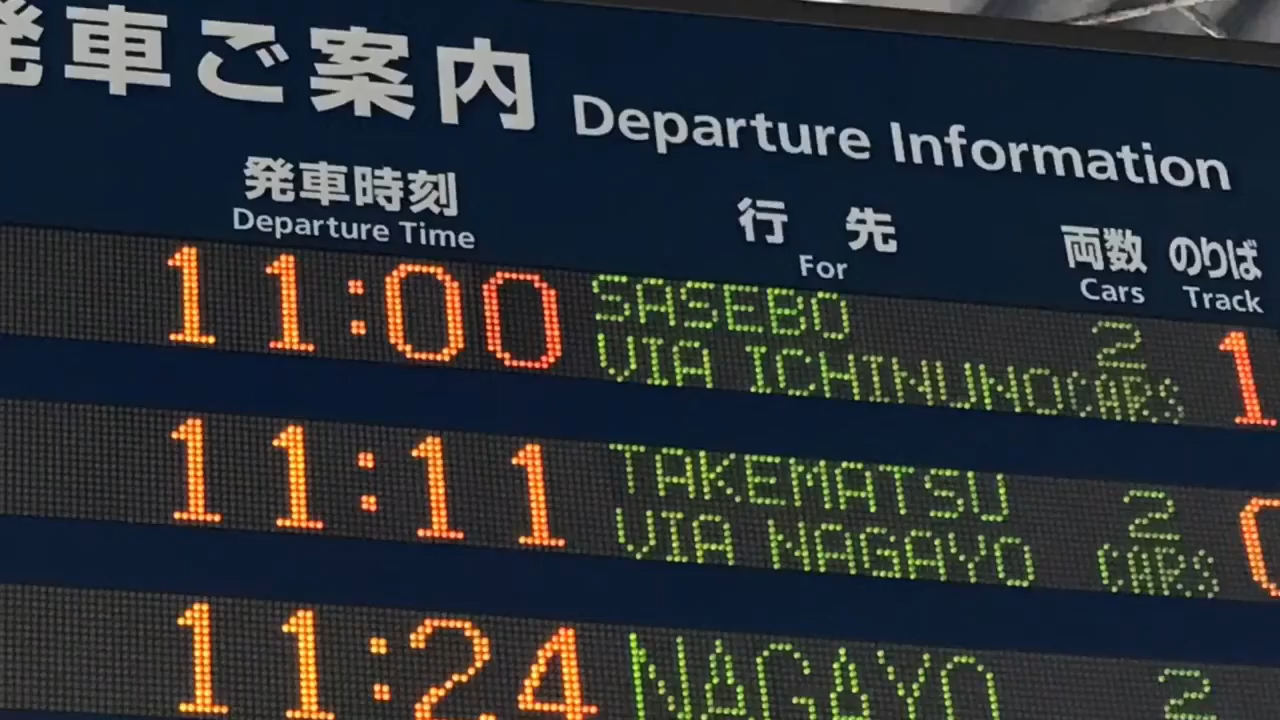 発車ご案内 Departure Information
発車時刻 行先 両数 のりば
Departure Time For Cars Track
11:00 SASEBO 2 1
VIA ICHINUNO CARS
11:11 TAKEMATSU 2
VIA NAGAYO CARS
11:24 NAGAYO 2